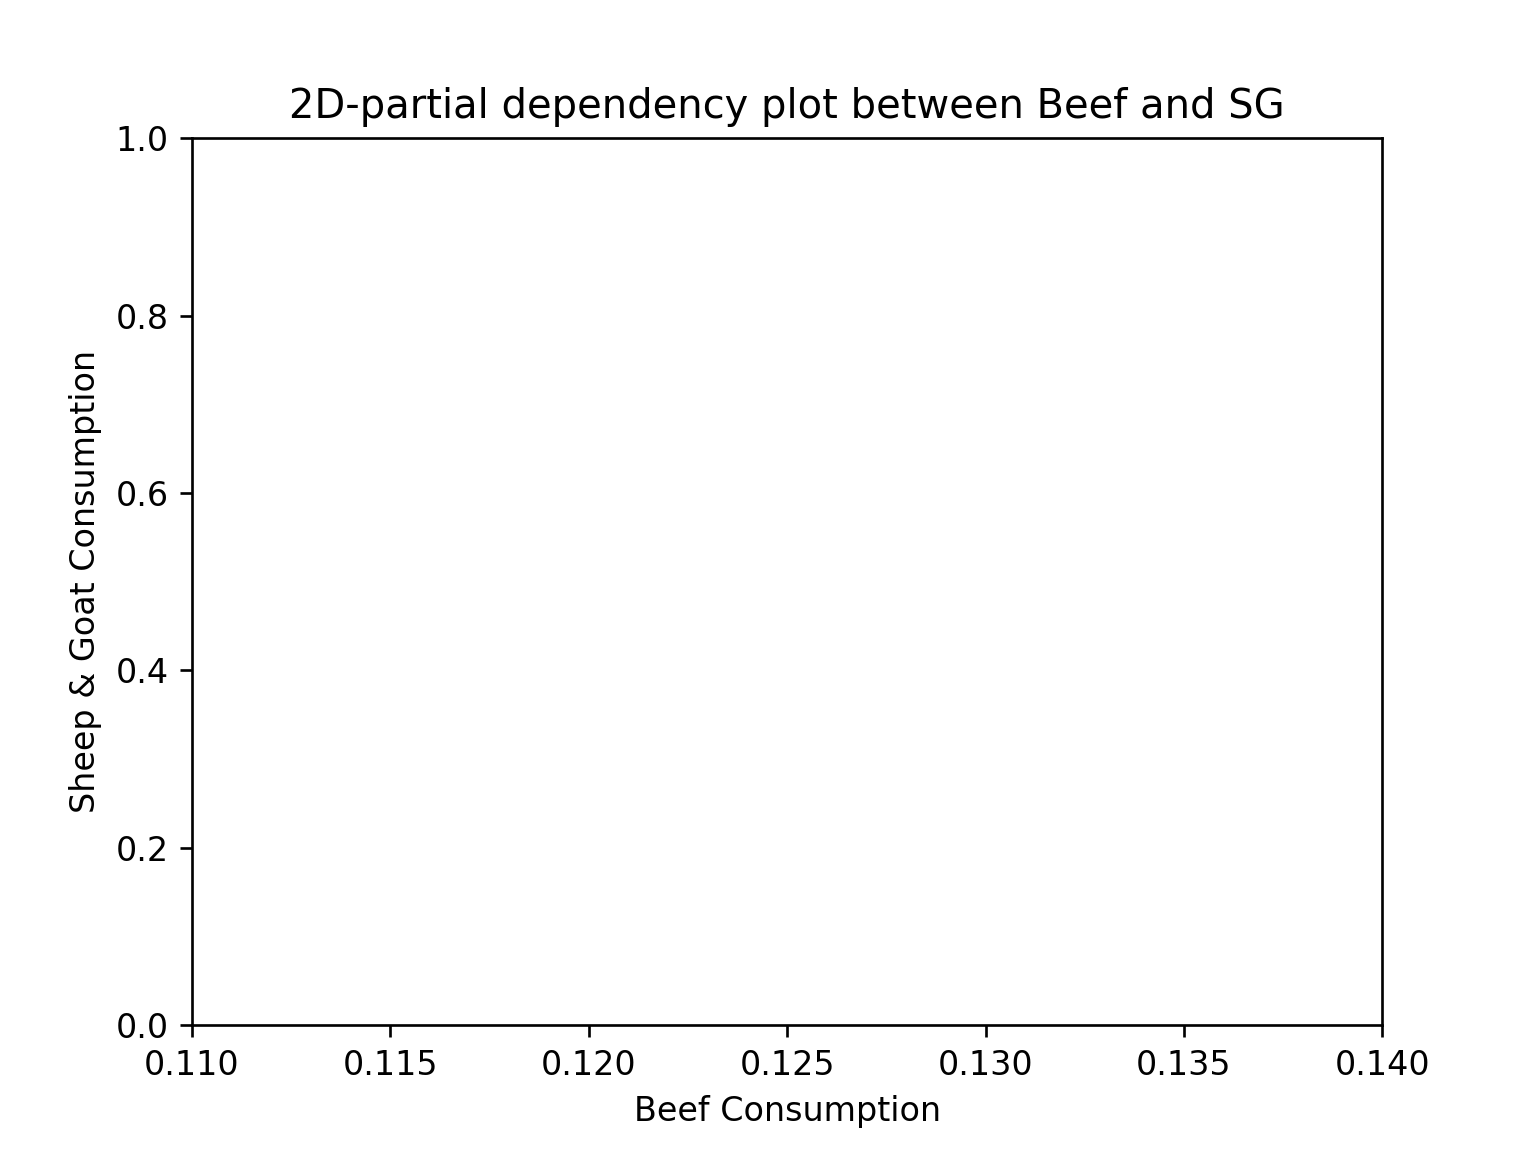 2D-partial dependency plot between Beef and SG
1.0
0.8
0.6
0.4
0.2
0.0
Sheep & Goat Consumption
0.110 0.115 0.120 0.125 0.130 0.135 0.140
Beef Consumption